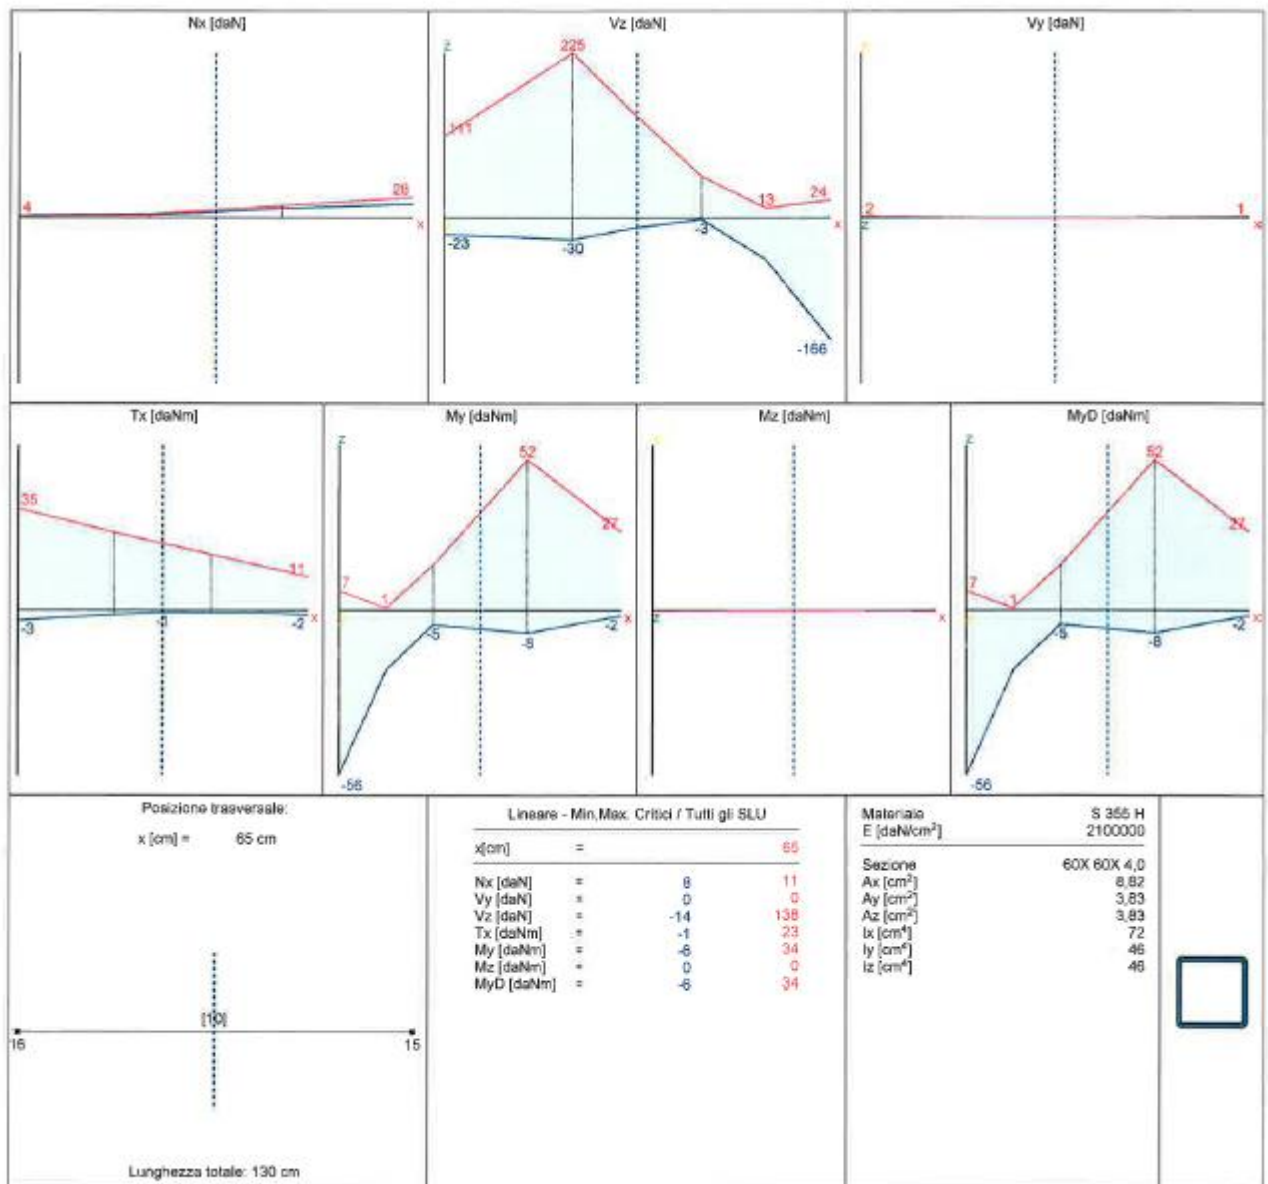 Nx [daN]
4
28
x
Vz [daN]
z
225
111
13
24
-23
-30
-3
x
-166
Vy [daN]
2
z
1
x
Tx [daNm]
35
11
-3
-2
x
My [daNm]
z
52
27
7
1
-5
-8
-2
x
-56
Mz [daNm]
z
x
MyD [daNm]
z
52
27
7
1
-5
-8
-2
x
-56
Posizione trasversale:
x [cm] = 65 cm
[10]
16 15
Lunghezza totale: 130 cm
Lineare - Min,Max. Critici / Tutti gli SLU
x[cm] = 65
Nx [daN] = 8 11
Vy [daN] = 0 0
Vz [daN] = -14 138
Tx [daNm] = -1 23
My [daNm] = -6 34
Mz [daNm] = 0 0
MyD [daNm] = -6 34
Materiale S 355 H
E [daN/cm²] 2100000
Sezione 60X 60X 4,0
Ax [cm²] 8,82
Ay [cm²] 3,83
Az [cm²] 3,83
Ix [cm⁴] 72
Iy [cm⁴] 46
Iz [cm⁴] 46